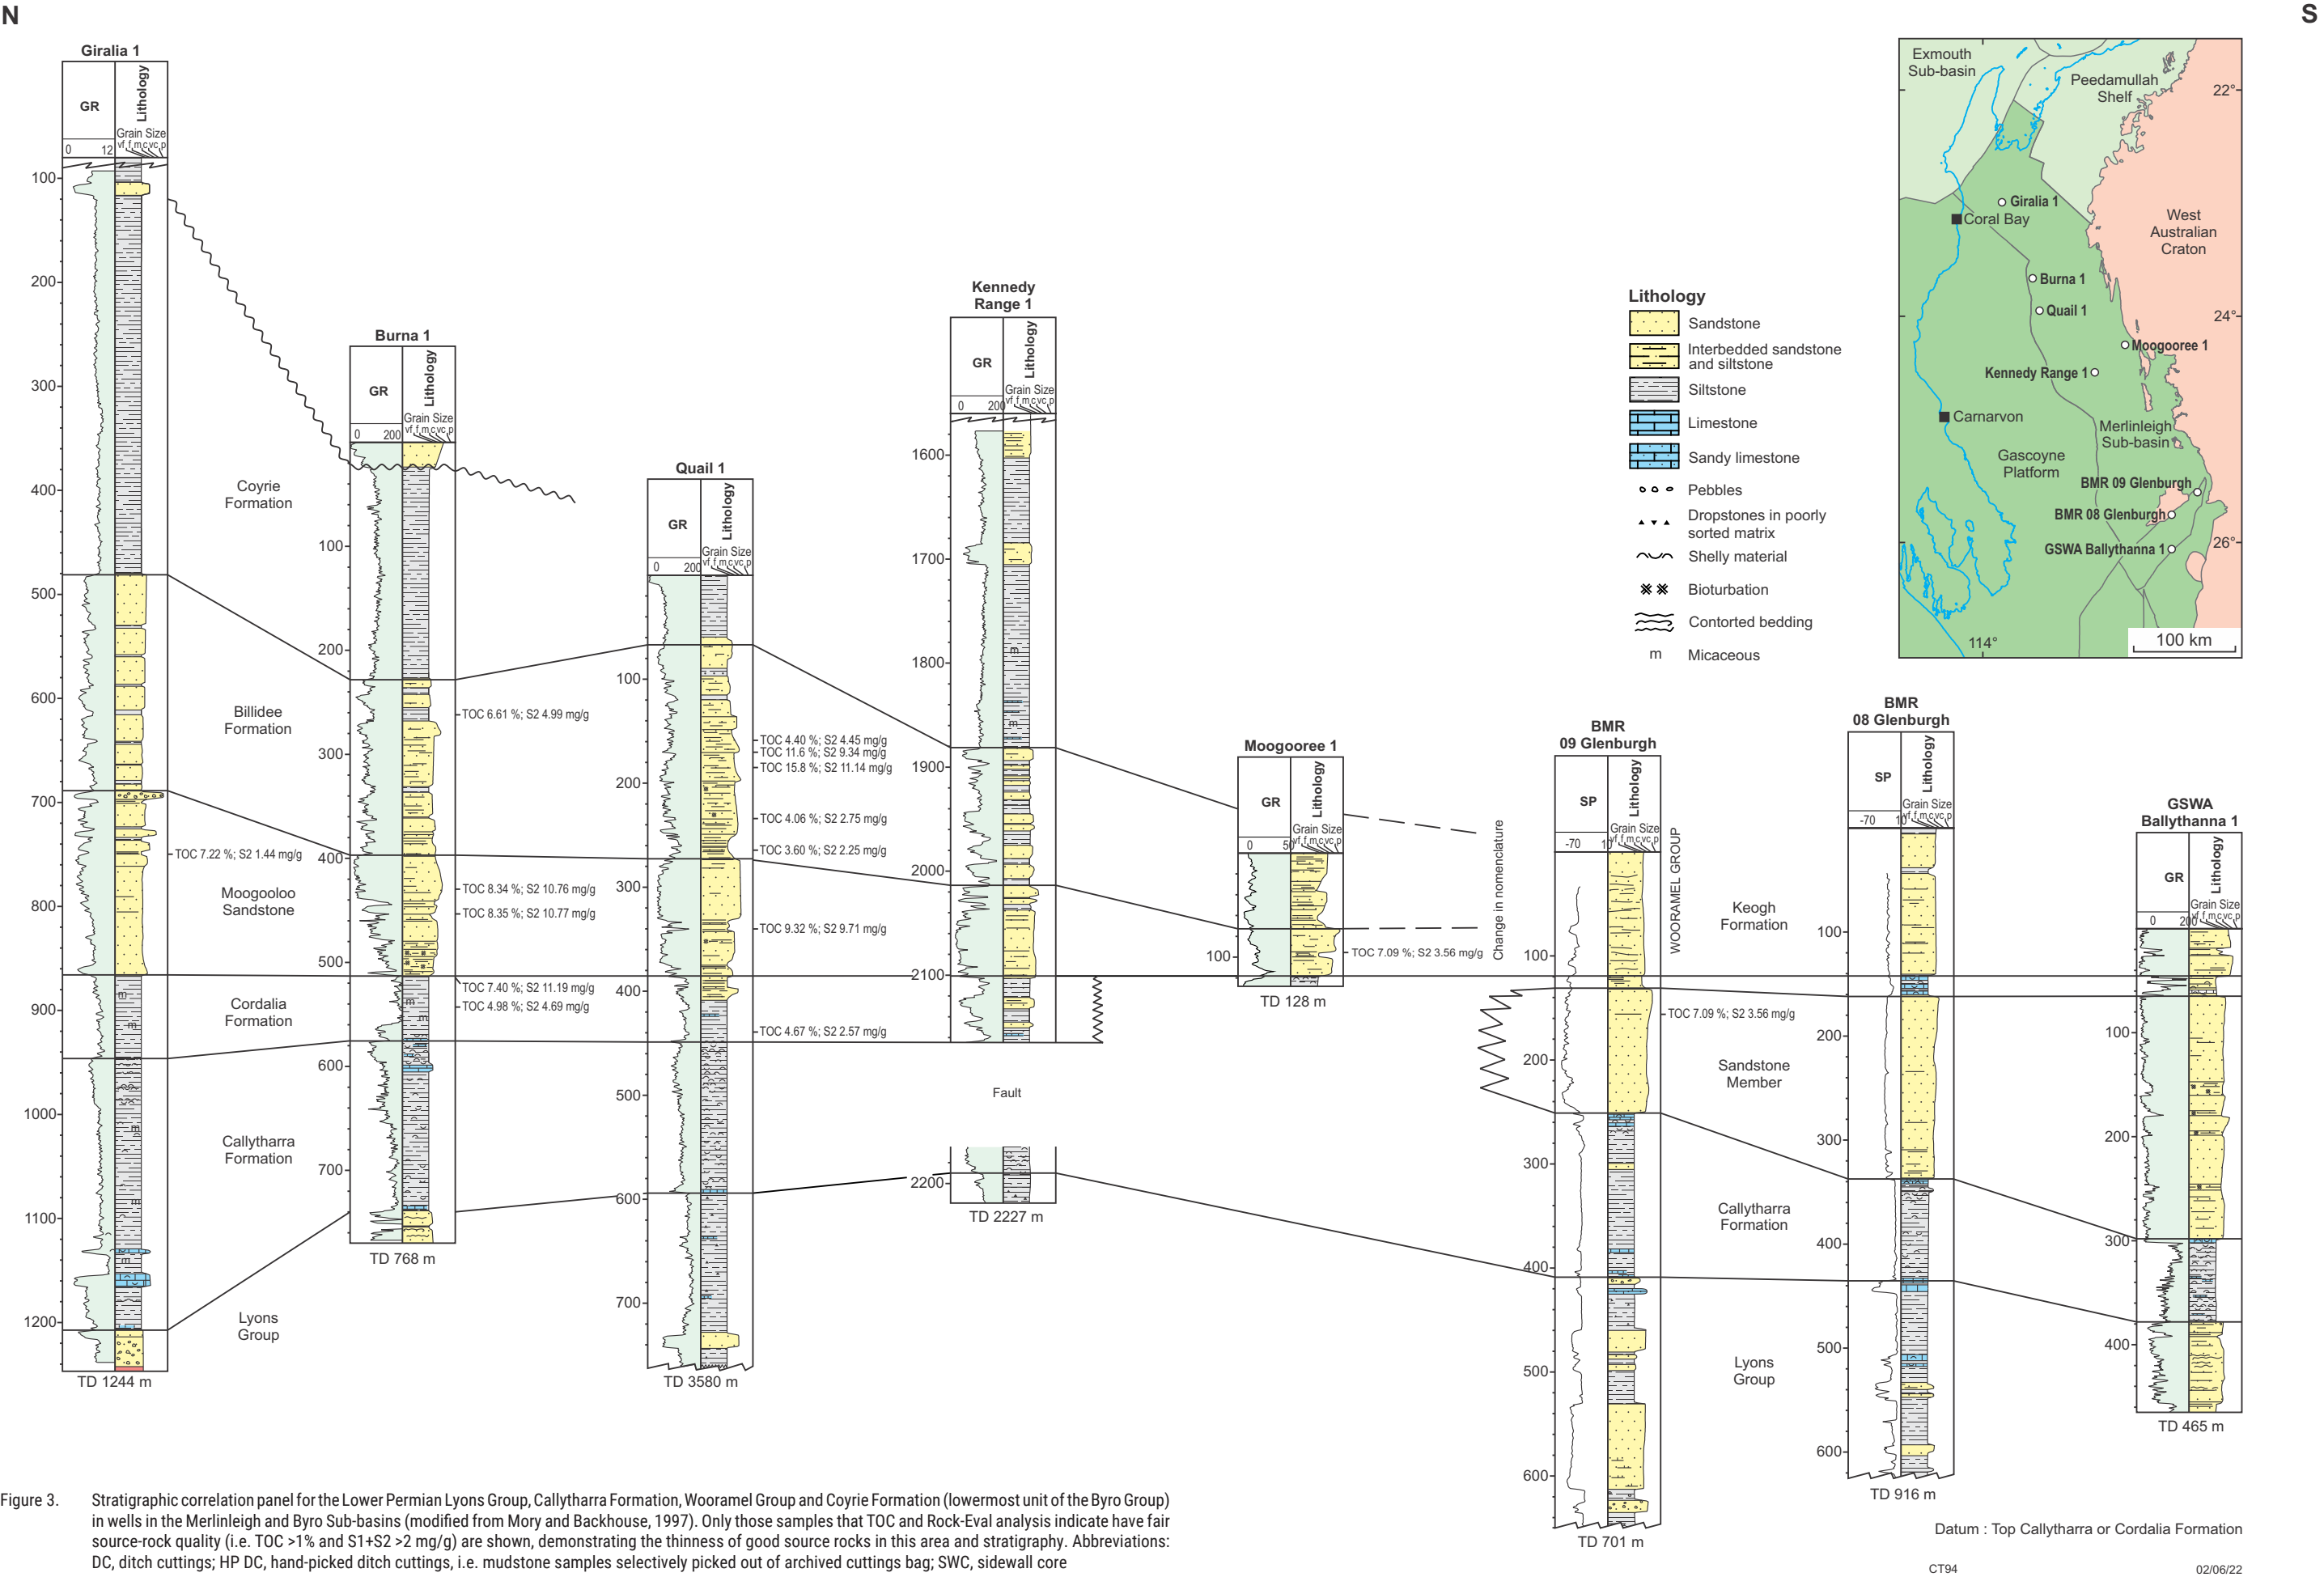 N
S
Giralia 1
GR
Lithology
Grain Size
vf f m c vc p
0 12
100
200
300
400
500
600
700
800
900
1000
1100
1200
TD 1244 m
TOC 7.22 %; S2 1.44 mg/g
Coyrie
Formation
Billidee
Formation
Moogooloo
Sandstone
Cordalia
Formation
Callytharra
Formation
Lyons
Group
m
m
m
m
m
Burna 1
GR
Lithology
Grain Size
vf f m c vc p
0 200
100
200
300
400
500
600
700
m
m
TD 768 m
TOC 6.61 %; S2 4.99 mg/g
TOC 8.34 %; S2 10.76 mg/g
TOC 8.35 %; S2 10.77 mg/g
TOC 7.40 %; S2 11.19 mg/g
TOC 4.98 %; S2 4.69 mg/g
Quail 1
GR
Lithology
Grain Size
vf f m c vc p
0 200
100
200
300
400
500
600
700
TD 3580 m
TOC 4.40 %; S2 4.45 mg/g
TOC 11.6 %; S2 9.34 mg/g
TOC 15.8 %; S2 11.14 mg/g
TOC 4.06 %; S2 2.75 mg/g
TOC 3.60 %; S2 2.25 mg/g
TOC 9.32 %; S2 9.71 mg/g
TOC 4.67 %; S2 2.57 mg/g
Kennedy
Range 1
GR
Lithology
Grain Size
vf f m c vc p
0 200
1600
1700
1800
1900
2000
2100
2200
m
m
Fault
TD 2227 m
Moogooree 1
GR
Lithology
Grain Size
vf f m c vc p
0 50
100
TD 128 m
TOC 7.09 %; S2 3.56 mg/g
Change in nomenclature
BMR
09 Glenburgh
SP
Lithology
Grain Size
vf f m c vc p
-70 10
100
200
300
400
500
600
TD 701 m
WOORAMEL GROUP
TOC 7.09 %; S2 3.56 mg/g
Keogh
Formation
Sandstone
Member
Callytharra
Formation
Lyons
Group
BMR
08 Glenburgh
SP
Lithology
Grain Size
vf f m c vc p
-70 10
100
200
300
400
500
600
TD 916 m
GSWA
Ballythanna 1
GR
Lithology
Grain Size
vf f m c vc p
0 200
100
200
300
400
TD 465 m
Lithology
Sandstone
Interbedded sandstone
and siltstone
Siltstone
Limestone
Sandy limestone
Pebbles
Dropstones in poorly
sorted matrix
Shelly material
Bioturbation
Contorted bedding
m Micaceous
Exmouth
Sub-basin
Peedamullah
Shelf
22°
Giralia 1
Coral Bay
West
Australian
Craton
Burna 1
Quail 1
24°
Moogooree 1
Kennedy Range 1
Carnarvon
Merlinleigh
Sub-basin
Gascoyne
Platform
BMR 09 Glenburgh
BMR 08 Glenburgh
GSWA Ballythanna 1
26°
114°
100 km
Datum : Top Callytharra or Cordalia Formation
CT94
02/06/22
Figure 3. Stratigraphic correlation panel for the Lower Permian Lyons Group, Callytharra Formation, Wooramel Group and Coyrie Formation (lowermost unit of the Byro Group)
in wells in the Merlinleigh and Byro Sub-basins (modified from Mory and Backhouse, 1997). Only those samples that TOC and Rock-Eval analysis indicate have fair
source-rock quality (i.e. TOC >1% and S1+S2 >2 mg/g) are shown, demonstrating the thinness of good source rocks in this area and stratigraphy. Abbreviations:
DC, ditch cuttings; HP DC, hand-picked ditch cuttings, i.e. mudstone samples selectively picked out of archived cuttings bag; SWC, sidewall core